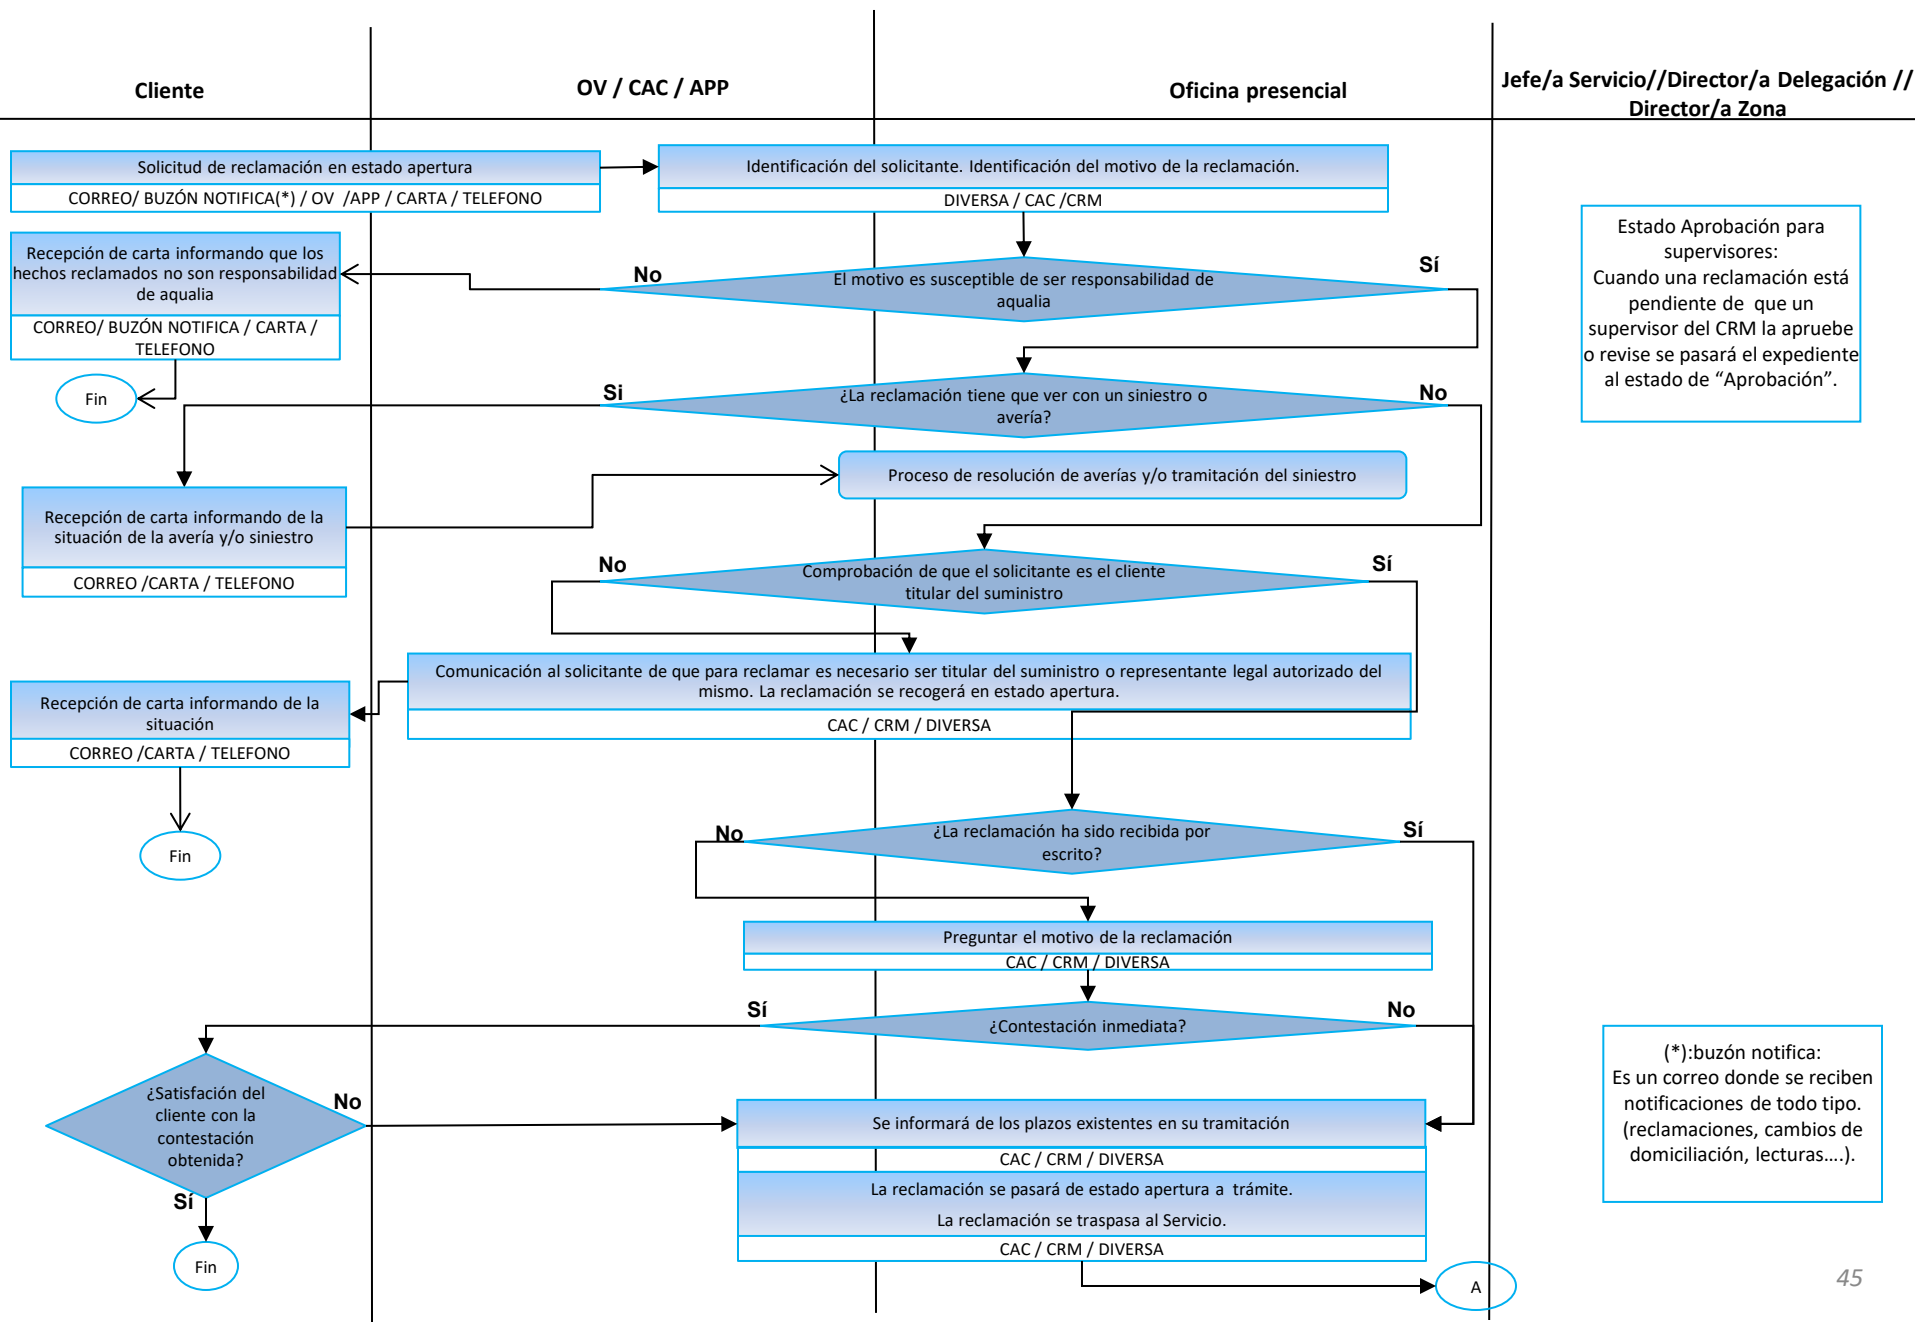 Cliente
OV / CAC / APP
Oficina presencial
Jefe/a Servicio//Director/a Delegación //
Director/a Zona
Solicitud de reclamación en estado apertura
CORREO/ BUZÓN NOTIFICA(*) / OV /APP / CARTA / TELEFONO
Identificación del solicitante. Identificación del motivo de la reclamación.
DIVERSA / CAC /CRM
Recepción de carta informando que los
hechos reclamados no son responsabilidad
de aqualia
CORREO/ BUZÓN NOTIFICA / CARTA /
TELEFONO
Fin
No
El motivo es susceptible de ser responsabilidad de
aqualia
Sí
Estado Aprobación para
supervisores:
Cuando una reclamación está
pendiente de que un
supervisor del CRM la apruebe
o revise se pasará el expediente
al estado de “Aprobación”.
Si
¿La reclamación tiene que ver con un siniestro o
avería?
No
Proceso de resolución de averías y/o tramitación del siniestro
Recepción de carta informando de la
situación de la avería y/o siniestro
CORREO /CARTA / TELEFONO
No
Comprobación de que el solicitante es el cliente
titular del suministro
Sí
Comunicación al solicitante de que para reclamar es necesario ser titular del suministro o representante legal autorizado del
mismo. La reclamación se recogerá en estado apertura.
CAC / CRM / DIVERSA
Recepción de carta informando de la
situación
CORREO /CARTA / TELEFONO
Fin
No
¿La reclamación ha sido recibida por
escrito?
Sí
Preguntar el motivo de la reclamación
CAC / CRM / DIVERSA
Sí
¿Contestación inmediata?
No
¿Satisfación del
cliente con la
contestación
obtenida?
No
Sí
Fin
Se informará de los plazos existentes en su tramitación
CAC / CRM / DIVERSA
La reclamación se pasará de estado apertura a trámite.
La reclamación se traspasa al Servicio.
CAC / CRM / DIVERSA
A
(*):buzón notifica:
Es un correo donde se reciben
notificaciones de todo tipo.
(reclamaciones, cambios de
domiciliación, lecturas….).
45